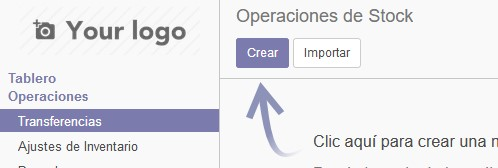 Your logo
Tablero
Operaciones
Transferencias
Ajustes de Inventario
Operaciones de Stock
Crear
Importar
Clic aquí para crear una